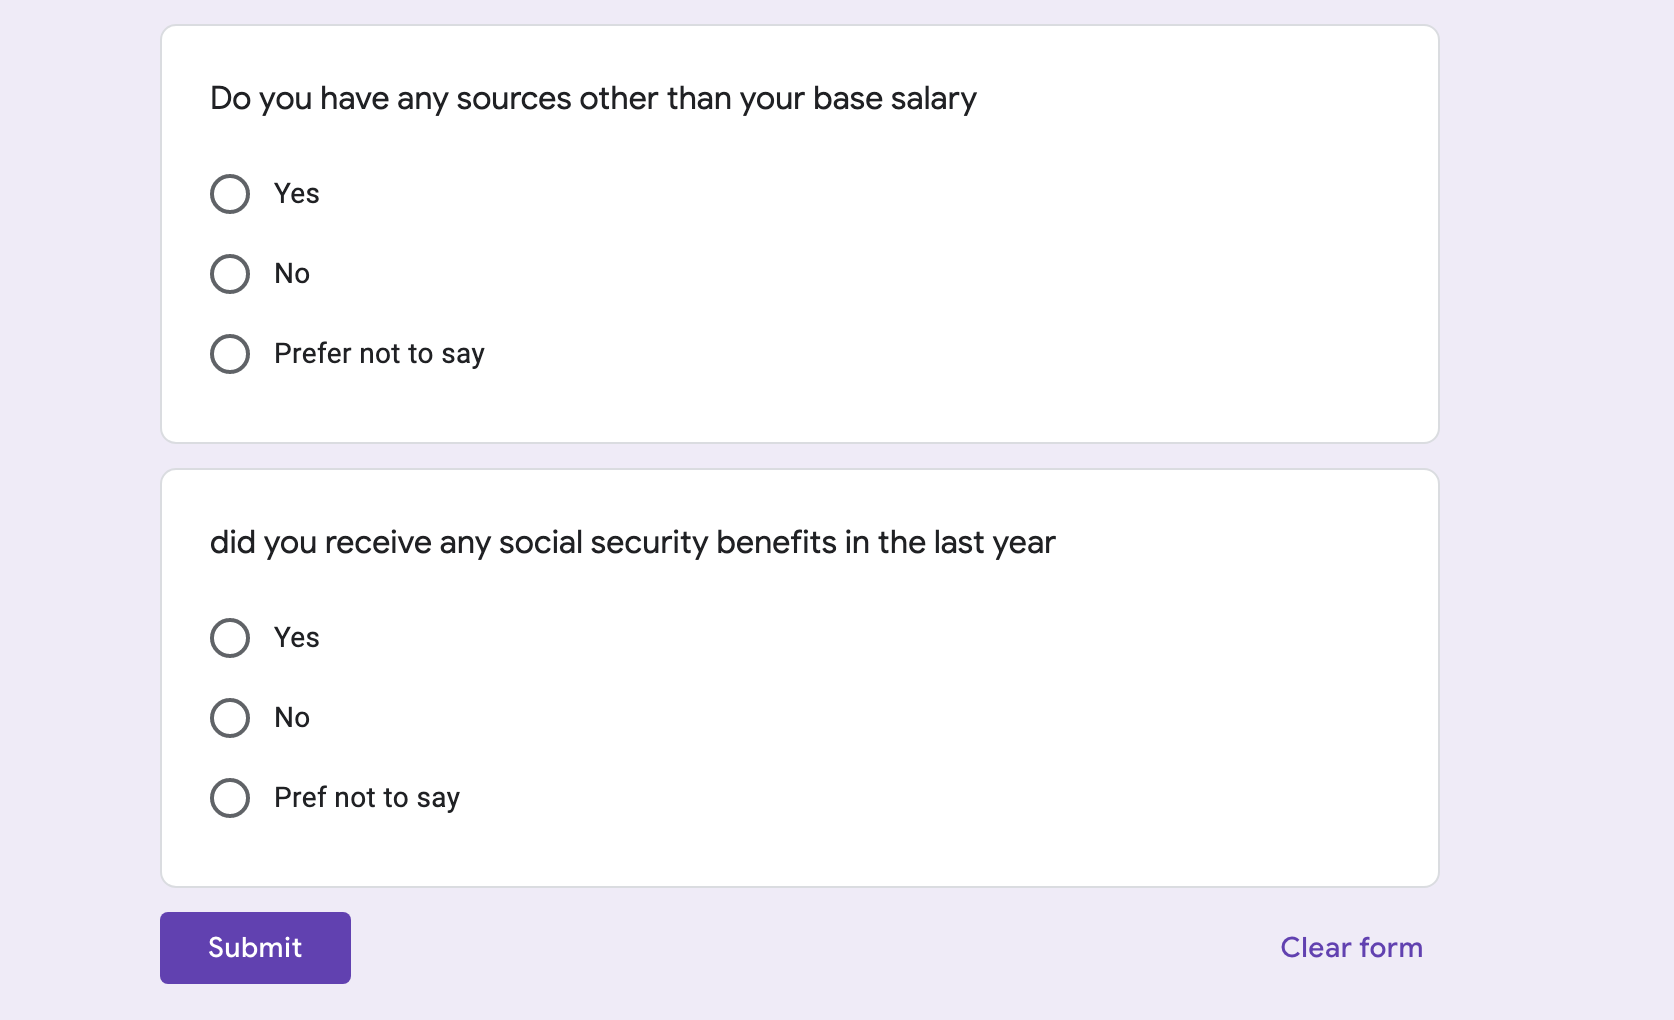 Do you have any sources other than your base salary
Yes
No
Prefer not to say
did you receive any social security benefits in the last year
Yes
No
Pref not to say
Submit
Clear form